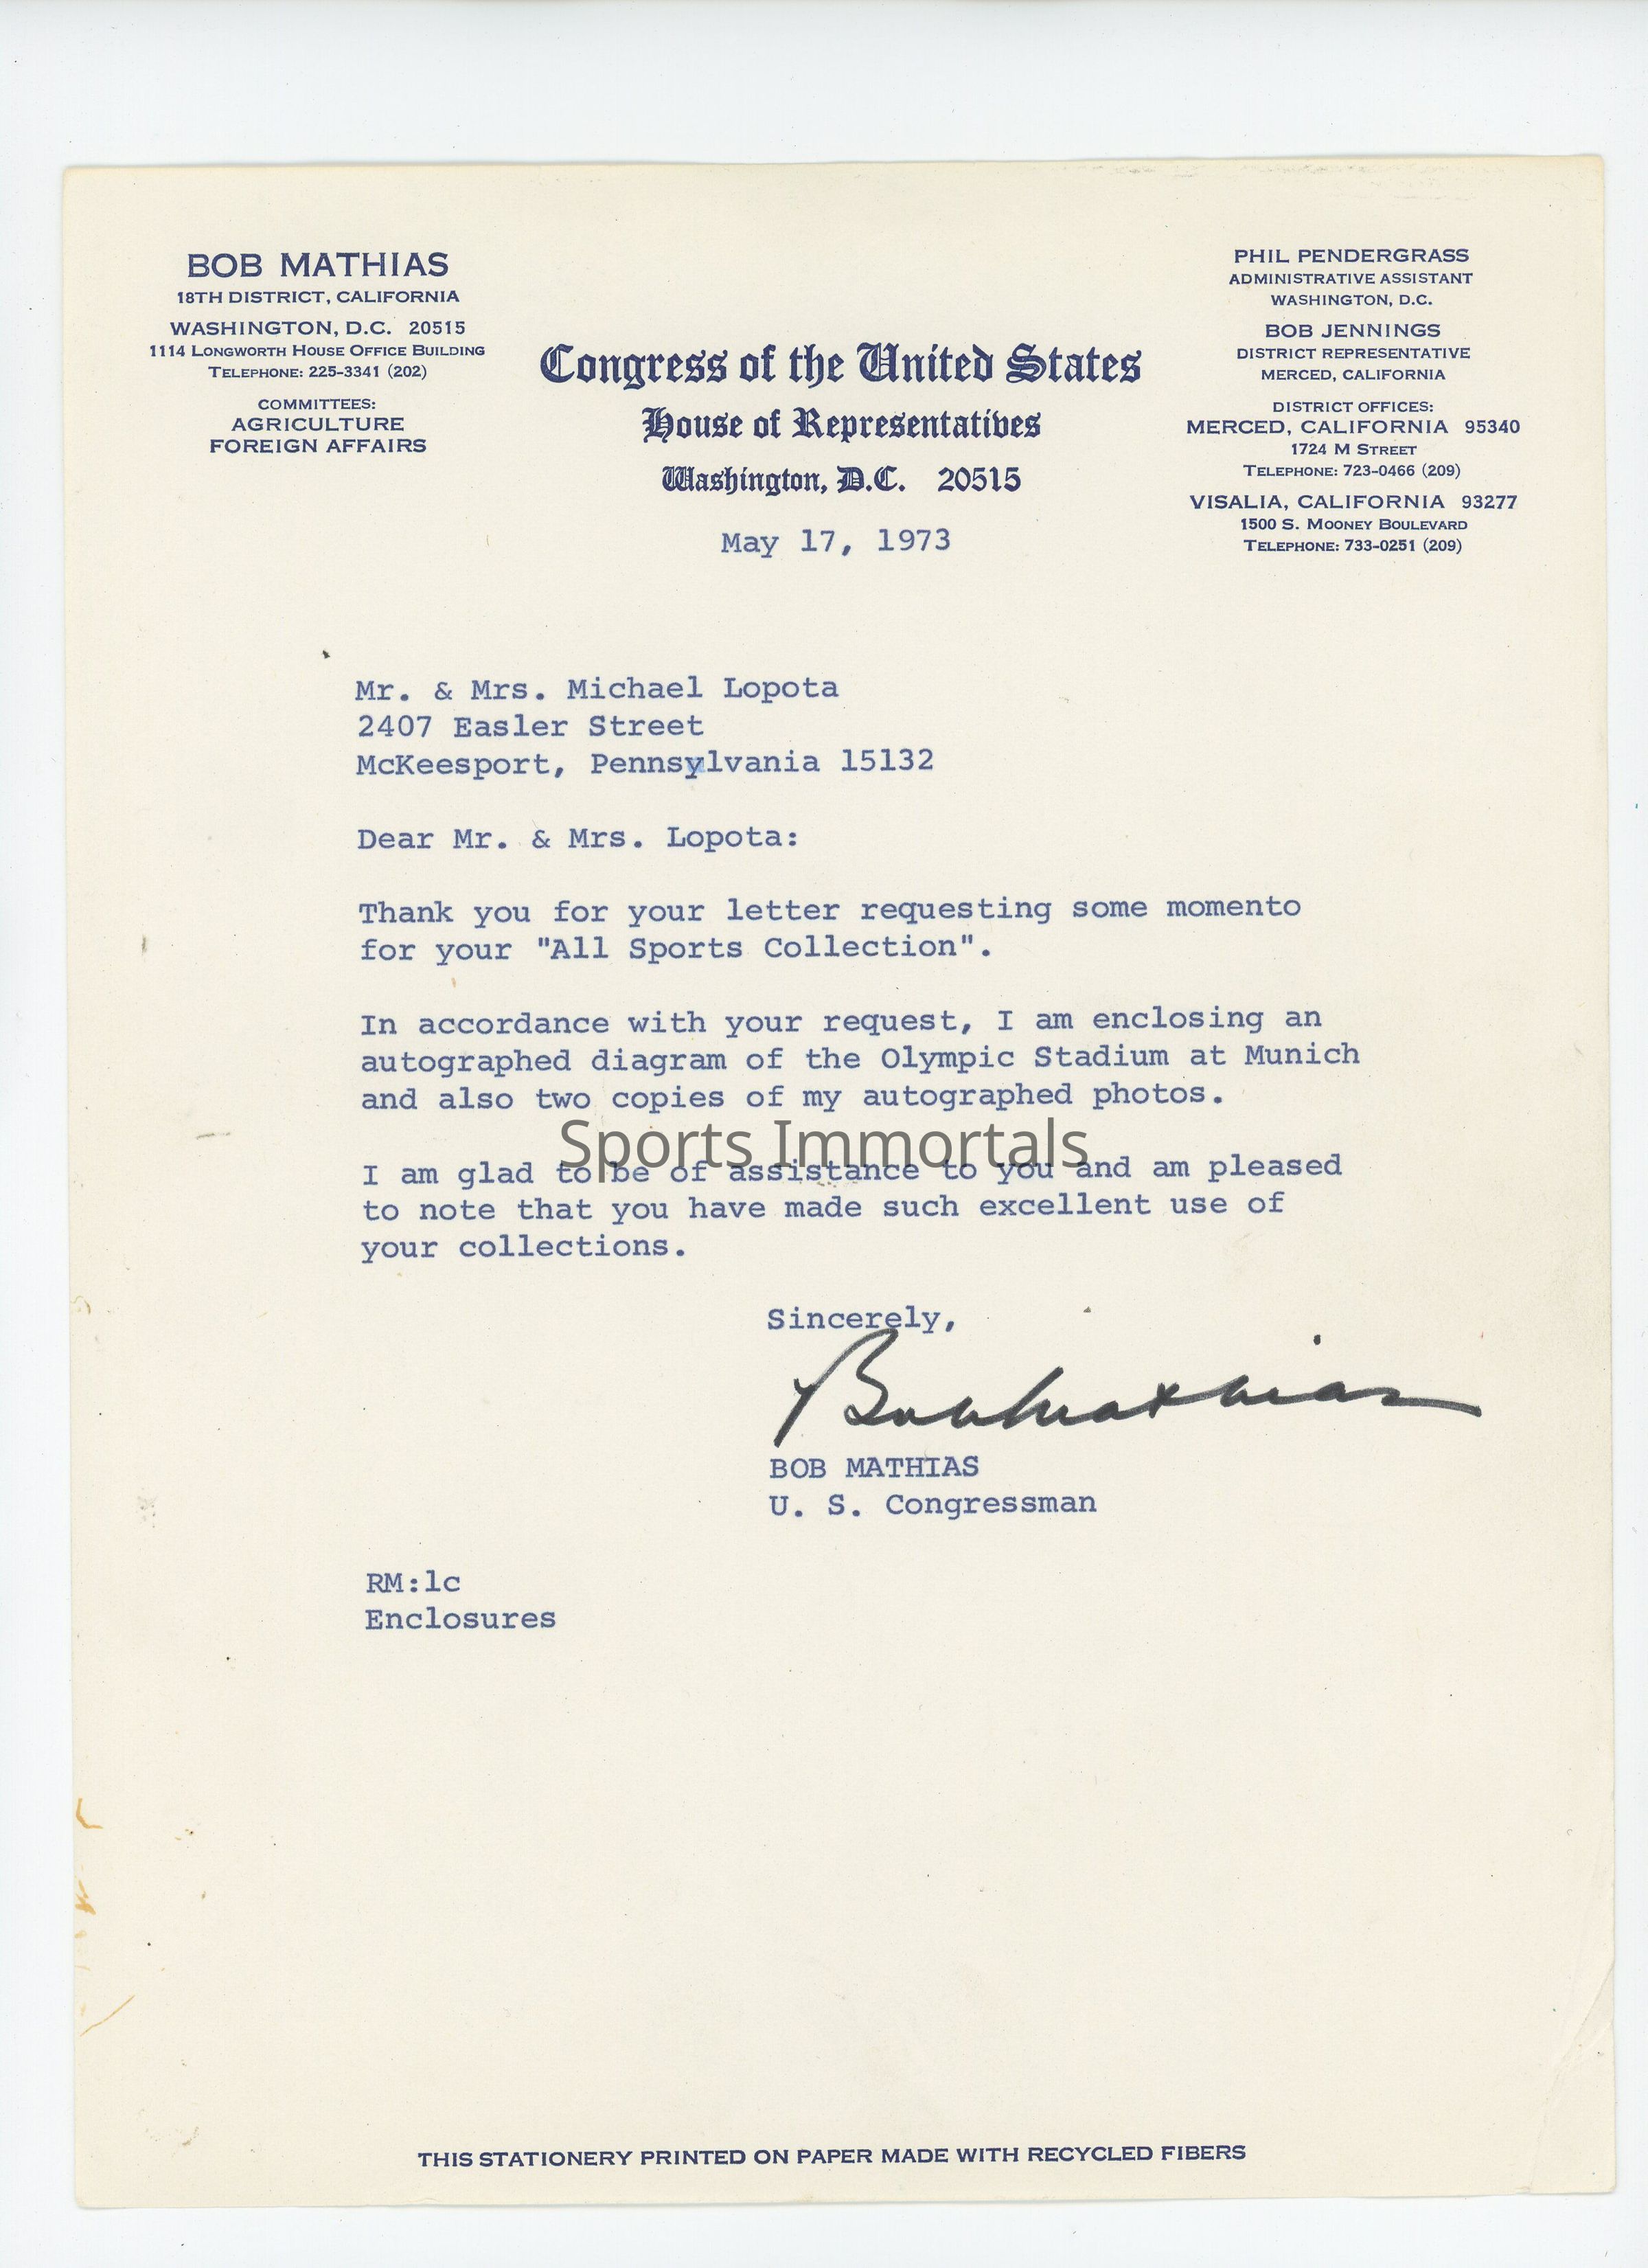 BOB MATHIAS
18TH DISTRICT, CALIFORNIA
WASHINGTON, D.C. 20515
1114 LONGWORTH HOUSE OFFICE BUILDING
TELEPHONE: 225-3341 (202)
COMMITTEES:
AGRICULTURE
FOREIGN AFFAIRS
Congress of the United States
House of Representatives
Washington, D.C. 20515
PHIL PENDERGRASS
ADMINISTRATIVE ASSISTANT
WASHINGTON, D.C.
BOB JENNINGS
DISTRICT REPRESENTATIVE
MERCED, CALIFORNIA
DISTRICT OFFICES:
MERCED, CALIFORNIA 95340
1724 M STREET
TELEPHONE: 723-0466 (209)
VISALIA, CALIFORNIA 93277
1500 S. MOONEY BOULEVARD
TELEPHONE: 733-0251 (209)
May 17, 1973
Mr. & Mrs. Michael Lopota
2407 Easler Street
McKeesport, Pennsylvania 15132
Dear Mr. & Mrs. Lopota:
Thank you for your letter requesting some momento
for your "All Sports Collection".
In accordance with your request, I am enclosing an
autographed diagram of the Olympic Stadium at Munich
and also two copies of my autographed photos.
Sports Immortals
I am glad to be of assistance to you and am pleased
to note that you have made such excellent use of
your collections.
Sincerely,
Bob Mathias
BOB MATHIAS
U. S. Congressman
RM:lc
Enclosures
THIS STATIONERY PRINTED ON PAPER MADE WITH RECYCLED FIBERS